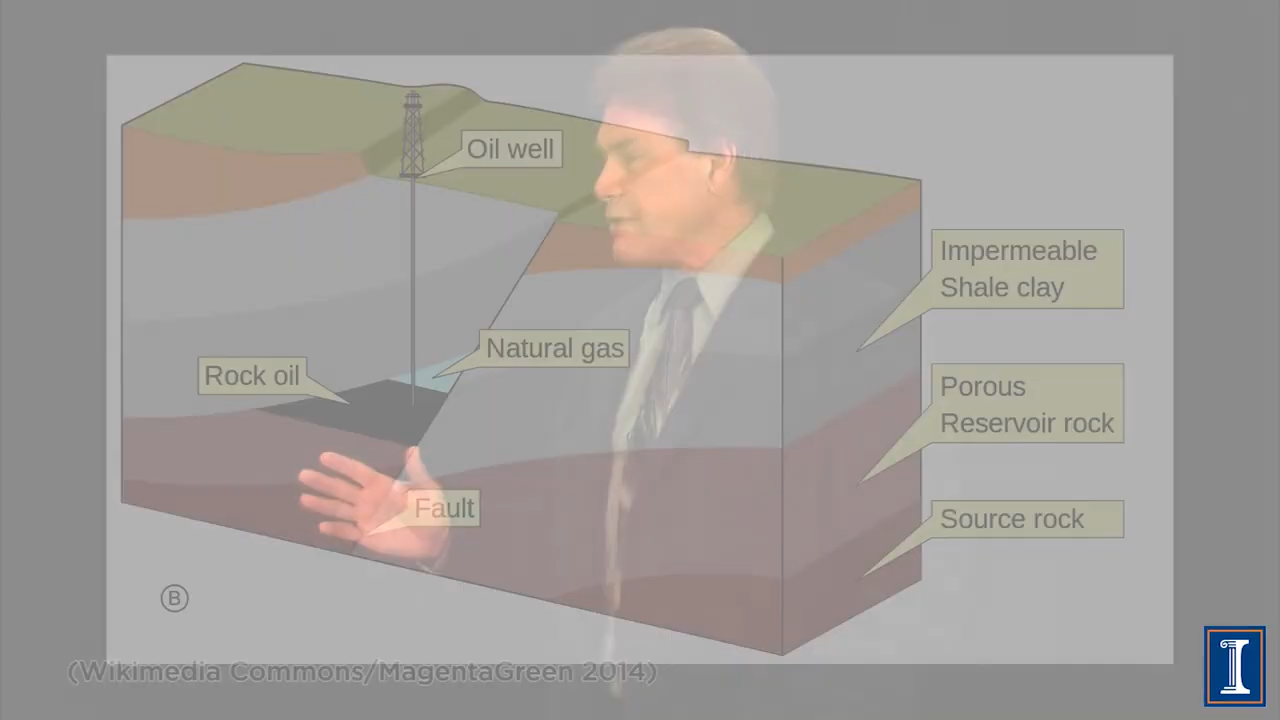 Oil well
Impermeable
Shale clay
Natural gas
Rock oil
Porous
Reservoir rock
Fault
Source rock
B
(Wikimedia Commons/MagentaGreen 2014)
I